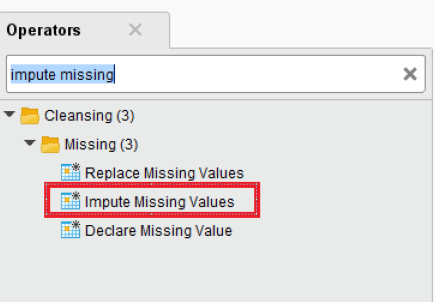 Operators
impute missing
Cleansing (3)
Missing (3)
Replace Missing Values
Impute Missing Values
Declare Missing Value